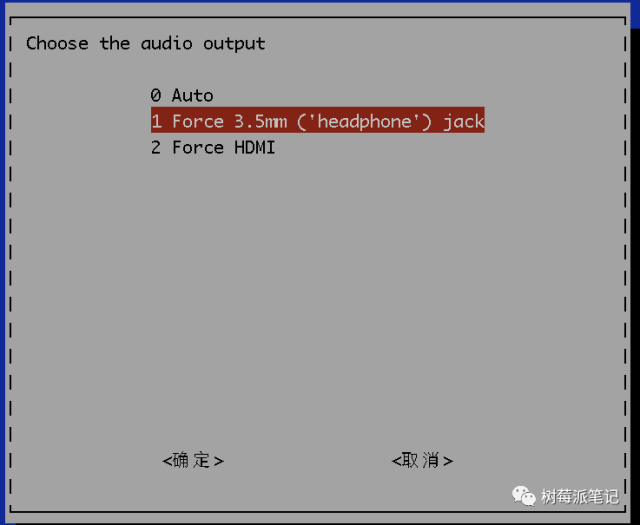 Choose the audio output
0 Auto
1 Force 3.5mm ('headphone') jack
2 Force HDMI
<确定> <取消>
树莓派笔记